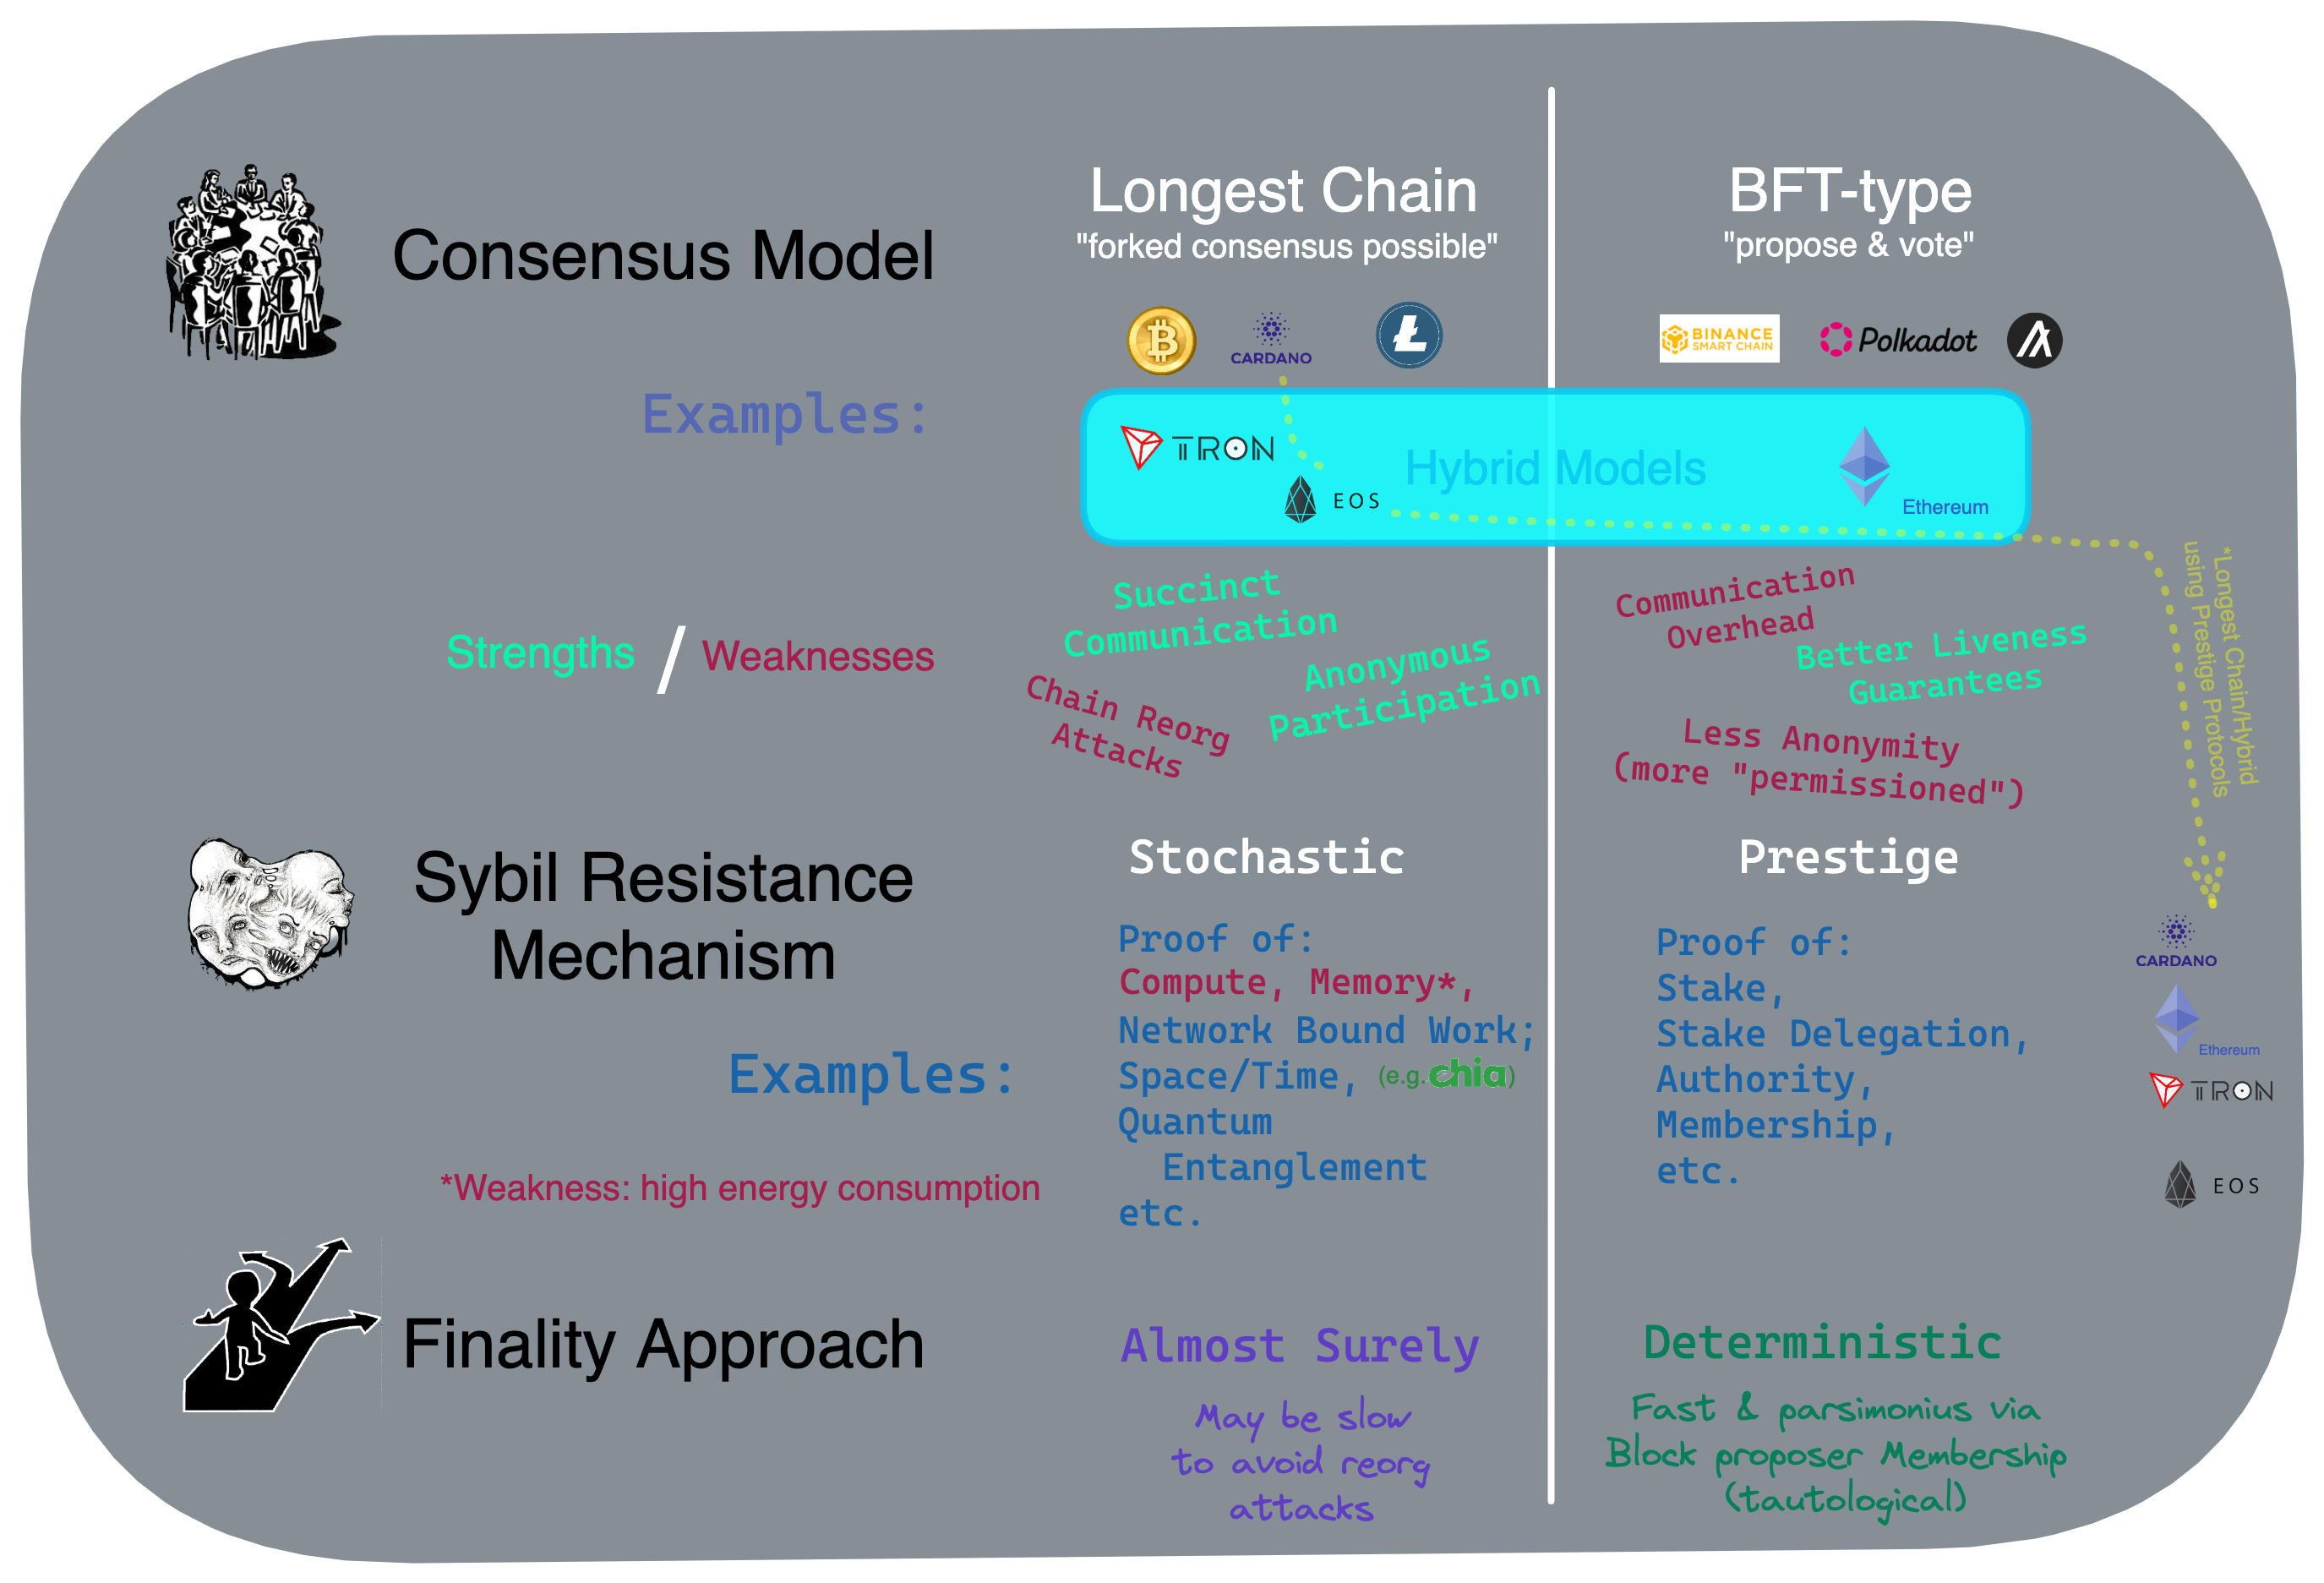 Consensus Model
Longest Chain
"forked consensus possible"
BFT-type
"propose & vote"
CARDANO
BINANCE
SMART CHAIN
Polkadot
Examples:
TRON
EOS
Hybrid Models
Ethereum
*Longest Chain/Hybrid
using Prestige Protocols
Strengths / Weaknesses
Succinct
Communication
Anonymous
Participation
Chain Reorg
Attacks
Communication
Overhead
Better Liveness
Guarantees
Less Anonymity
(more "permissioned")
Sybil Resistance
Mechanism
Examples:
*Weakness: high energy consumption
Stochastic
Proof of:
Compute, Memory*,
Network Bound Work;
Space/Time, (e.g. chia)
Quantum
Entanglement
etc.
Prestige
Proof of:
Stake,
Stake Delegation,
Authority,
Membership,
etc.
CARDANO
Ethereum
TRON
EOS
Finality Approach
Almost Surely
May be slow
to avoid reorg
attacks
Deterministic
Fast & parsimonius via
Block proposer Membership
(tautological)